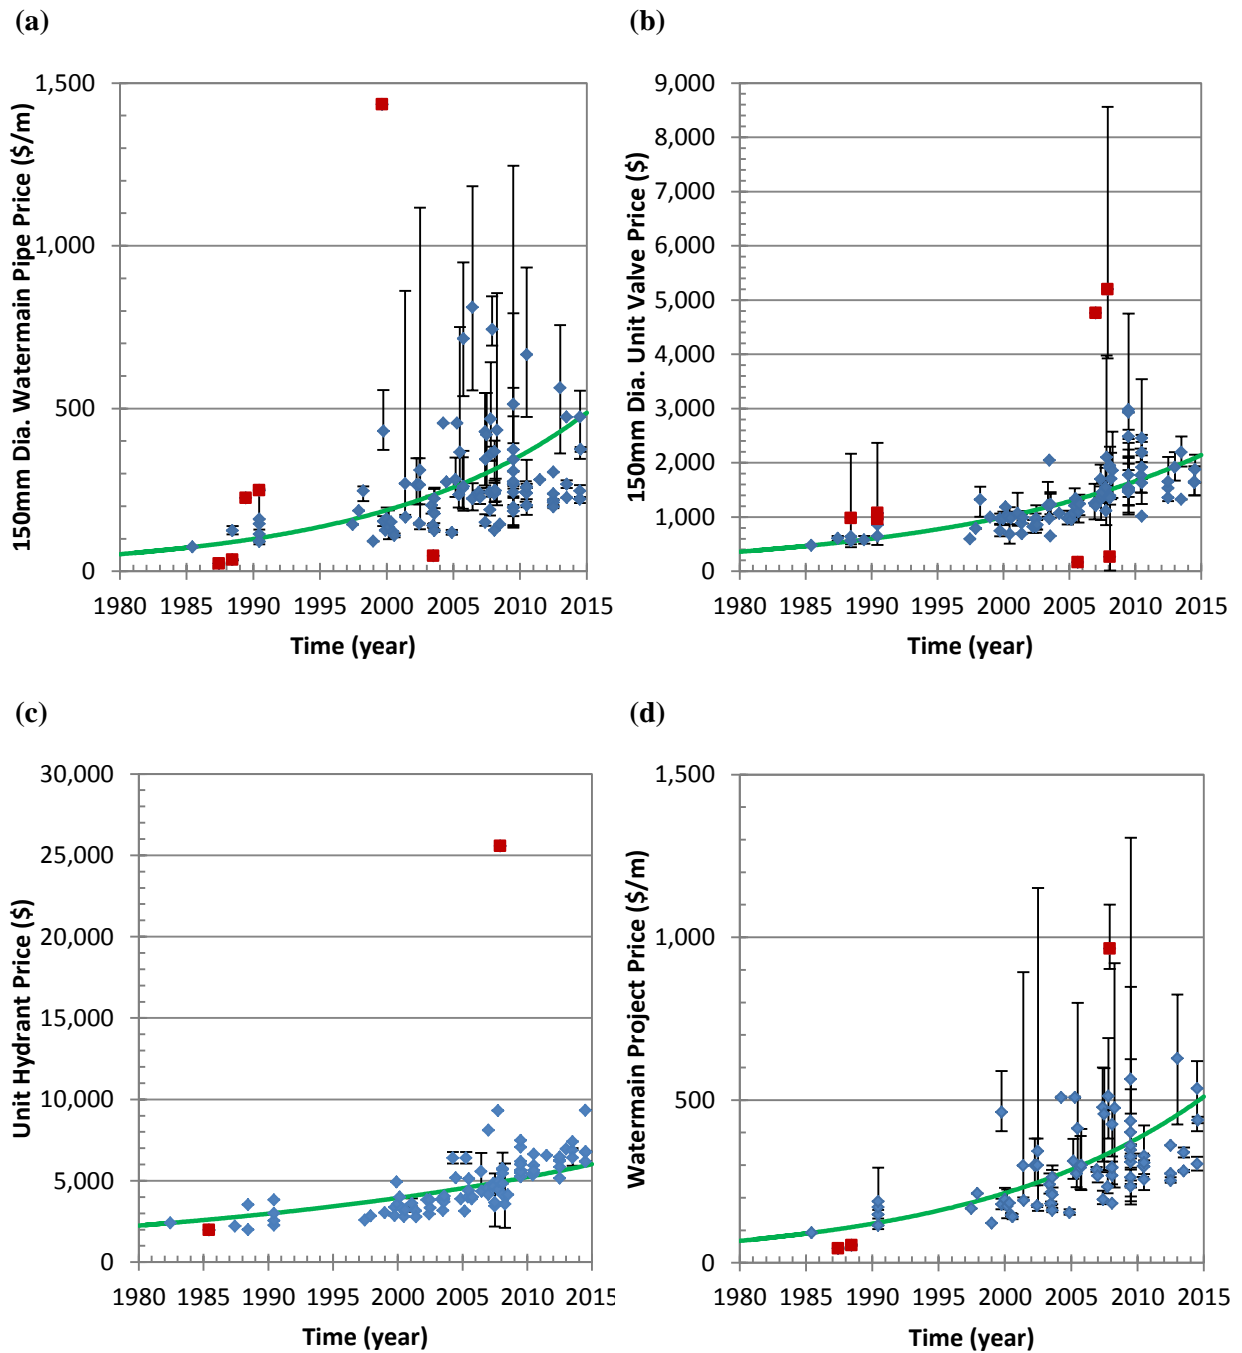 (a)
(b)
150mm Dia. Watermain Pipe Price ($/m)
1,500
1,000
500
0
1980 1985 1990 1995 2000 2005 2010 2015
Time (year)
150mm Dia. Unit Valve Price ($)
9,000
8,000
7,000
6,000
5,000
4,000
3,000
2,000
1,000
0
1980 1985 1990 1995 2000 2005 2010 2015
Time (year)
(c)
(d)
Unit Hydrant Price ($)
30,000
25,000
20,000
15,000
10,000
5,000
0
1980 1985 1990 1995 2000 2005 2010 2015
Time (year)
Watermain Project Price ($/m)
1,500
1,000
500
0
1980 1985 1990 1995 2000 2005 2010 2015
Time (year)